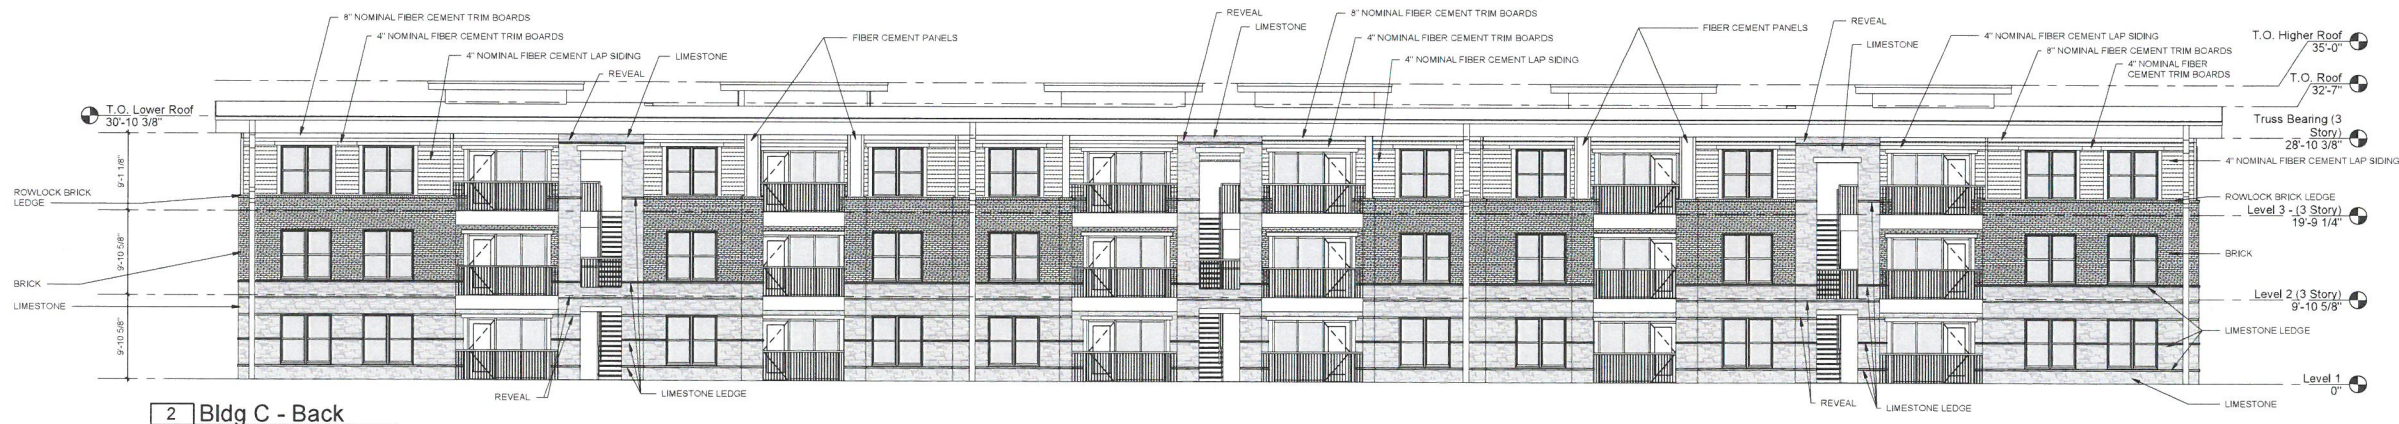 8" NOMINAL FIBER CEMENT TRIM BOARDS
4" NOMINAL FIBER CEMENT TRIM BOARDS
4" NOMINAL FIBER CEMENT LAP SIDING
REVEAL
LIMESTONE
FIBER CEMENT PANELS
REVEAL
LIMESTONE
8" NOMINAL FIBER CEMENT TRIM BOARDS
4" NOMINAL FIBER CEMENT TRIM BOARDS
4" NOMINAL FIBER CEMENT LAP SIDING
FIBER CEMENT PANELS
REVEAL
LIMESTONE
4" NOMINAL FIBER CEMENT LAP SIDING
8" NOMINAL FIBER CEMENT TRIM BOARDS
4" NOMINAL FIBER
CEMENT TRIM BOARDS
T.O. Higher Roof
35'-0"
T.O. Roof
32'-7"
Truss Bearing (3
Story)
28'-10 3/8"
4" NOMINAL FIBER CEMENT LAP SIDING
ROWLOCK BRICK LEDGE
Level 3 - (3 Story)
19'-9 1/4"
BRICK
Level 2 (3 Story)
9'-10 5/8"
LIMESTONE LEDGE
Level 1
0"
LIMESTONE
T.O. Lower Roof
30'-10 3/8"
9'-1 1/8"
ROWLOCK BRICK
LEDGE
9'-10 5/8"
BRICK
LIMESTONE
9'-10 5/8"
REVEAL
LIMESTONE LEDGE
REVEAL
LIMESTONE LEDGE
2 Bldg C - Back